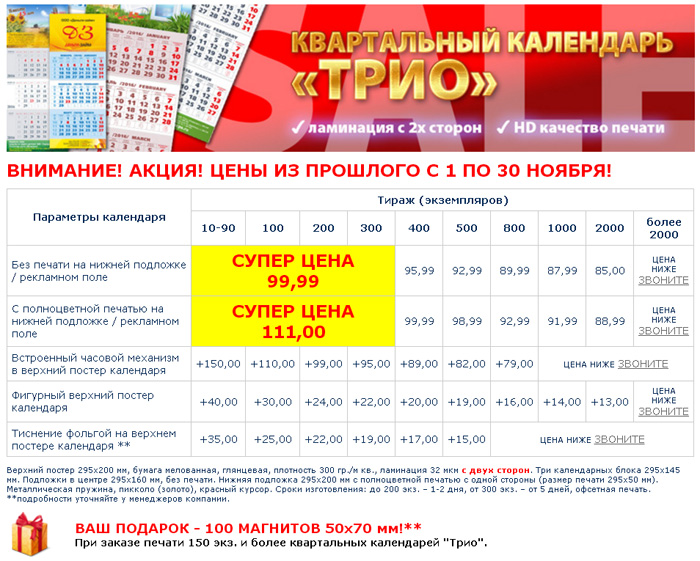 КВАРТАЛЬНЫЙ КАЛЕНДАРЬ
«ТРИО»
✓ ламинация с 2х сторон ✓ HD качество печати
SALE
ДЗ
/2016/ JANUARY
/2016/ FEBRUARY
/2016/ MARCH
ВНИМАНИЕ! АКЦИЯ! ЦЕНЫ ИЗ ПРОШЛОГО С 1 ПО 30 НОЯБРЯ!
Параметры календаря
Тираж (экземпляров)
10-90 100 200 300 400 500 800 1000 2000 более 2000
Без печати на нижней подложке
/ рекламном поле
СУПЕР ЦЕНА
99,99
95,99 92,99 89,99 87,99 85,00
ЦЕНА
НИЖЕ
ЗВОНИТЕ
С полноцветной печатью на
нижней подложке / рекламном
поле
СУПЕР ЦЕНА
111,00
99,99 98,99 92,99 91,99 88,99
ЦЕНА
НИЖЕ
ЗВОНИТЕ
Встроенный часовой механизм
в верхний постер календаря
+150,00 +110,00 +99,00 +95,00 +89,00 +82,00 +79,00 ЦЕНА НИЖЕ ЗВОНИТЕ
Фигурный верхний постер
календаря
+40,00 +30,00 +24,00 +22,00 +20,00 +19,00 +16,00 +14,00 +13,00
ЦЕНА
НИЖЕ
ЗВОНИТЕ
Тиснение фольгой на верхнем
постере календаря **
+35,00 +25,00 +22,00 +19,00 +17,00 +15,00 ЦЕНА НИЖЕ ЗВОНИТЕ
Верхний постер 295х200 мм, бумага мелованная, глянцевая, плотность 300 гр./м кв., ламинация 32 мкн с двух сторон. Три календарных блока 295х145
мм. Подложки в центре 295х160 мм, без печати. Нижняя подложка 295х200 мм с полноцветной печатью с одной стороны (размер печати 295х50 мм).
Металлическая пружина, пикколо (золото), красный курсор. Сроки изготовления: до 200 экз. – 1-2 дня, от 300 экз. – от 5 дней, офсетная печать.
**подробности уточняйте у менеджеров компании.
ВАШ ПОДАРОК - 100 МАГНИТОВ 50х70 мм!**
При заказе печати 150 экз. и более квартальных календарей "Трио".